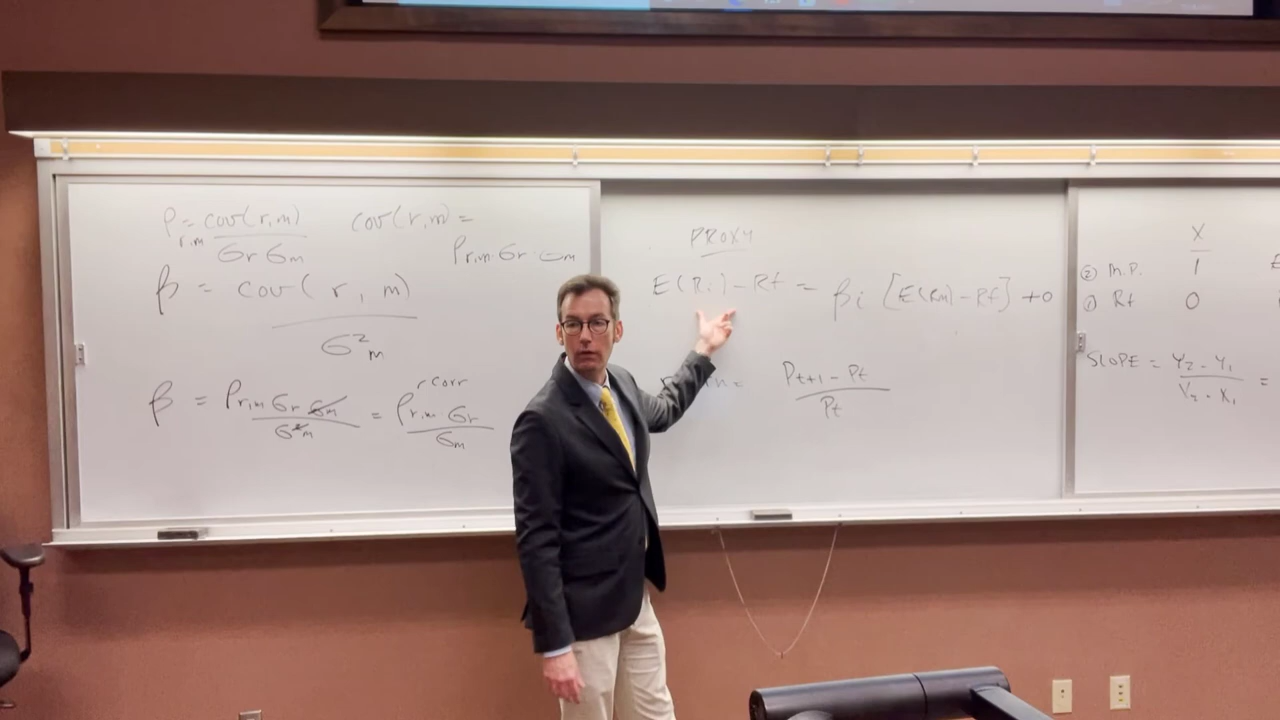 ρr,m = cov(r,m) / σr σm
cov(r,m) =
ρr,m σr · σm
β = cov( r , m) / σ²m
β = ρr,m σr σm / σ²m = ρr,m σr / σm
r corr
PROXY
E(Ri) - Rf = βi [E(Rm) - Rf] + 0
Pt+1 - Pt / Pt
X
② M.P. 1
① Rf 0
SLOPE = Y2 - Y1 / X2 - X1 =